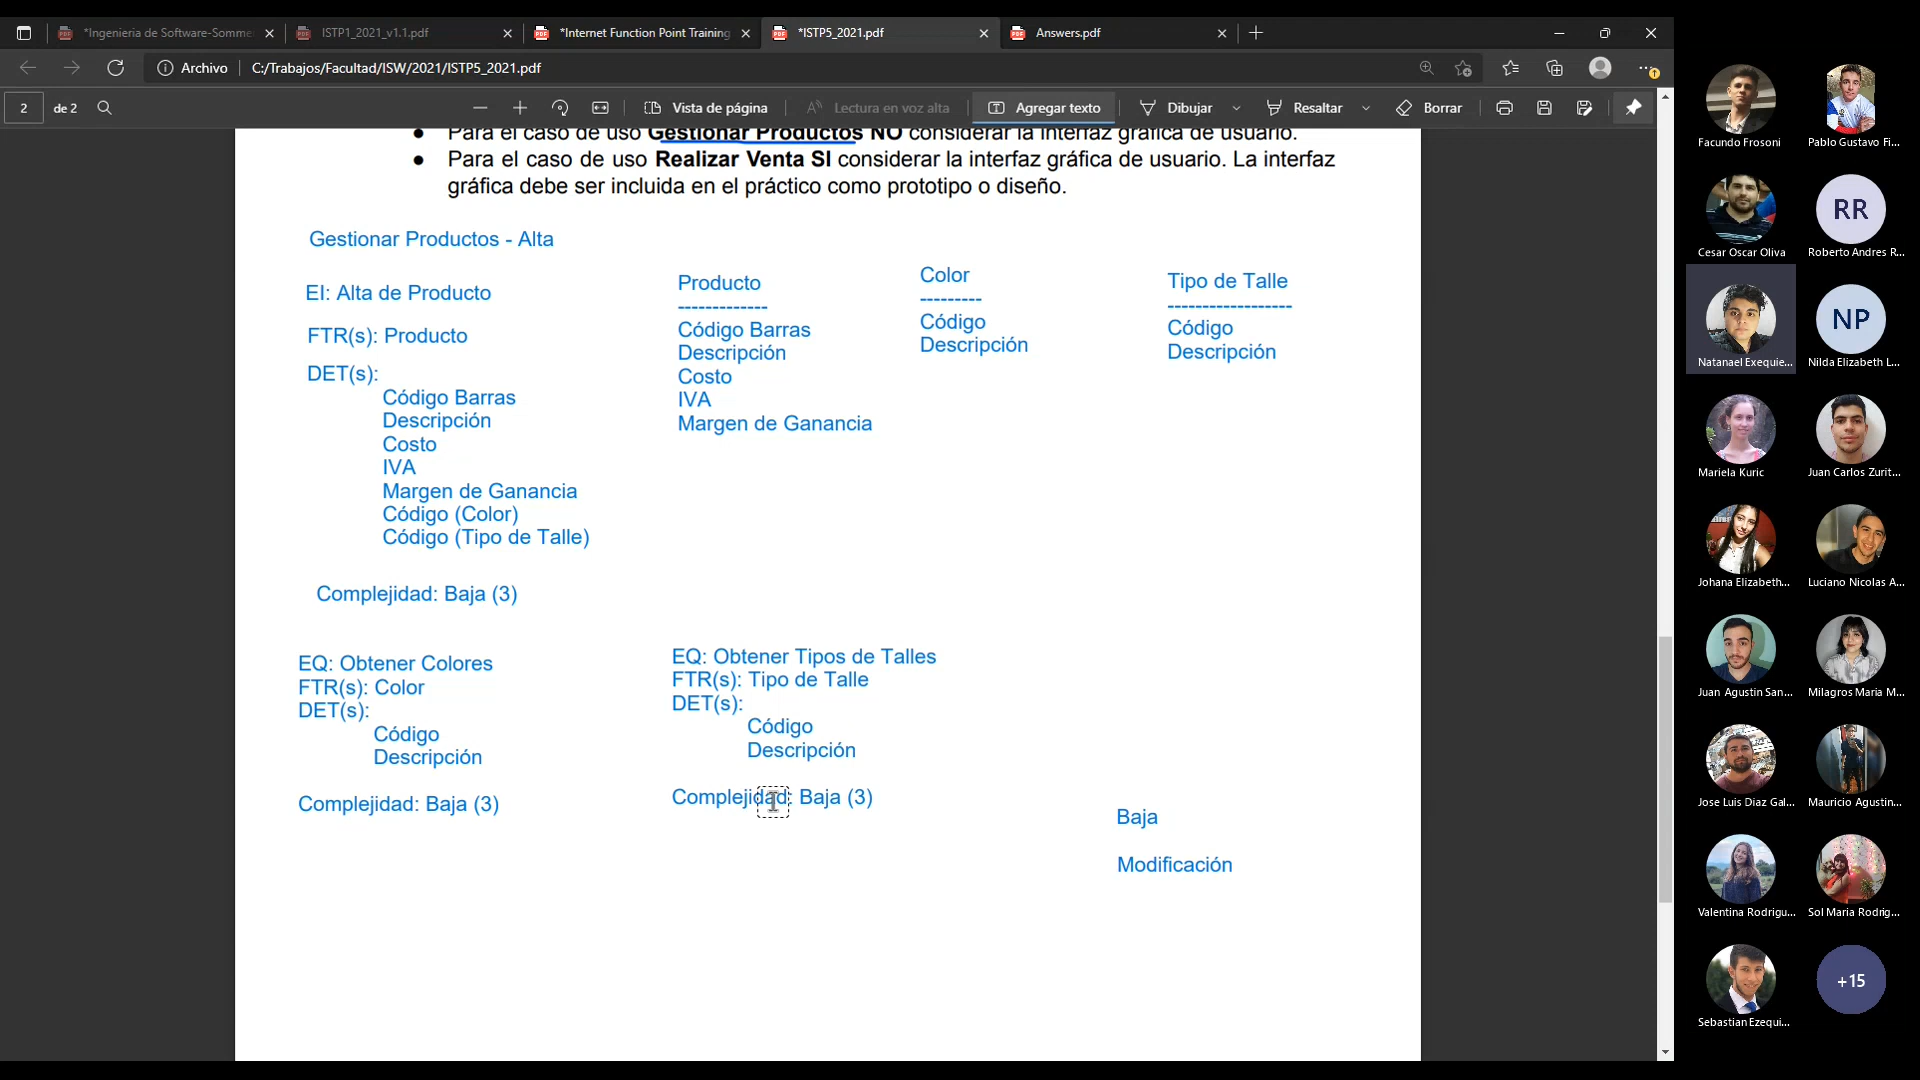 *Ingenieria de Software-Somme
ISTP1_2021_v1.1.pdf
*Internet Function Point Training
*ISTP5_2021.pdf
Answers.pdf
Archivo
C:/Trabajos/Facultad/ISW/2021/ISTP5_2021.pdf
2
de 2
Vista de página
Lectura en voz alta
Agregar texto
Dibujar
Resaltar
Borrar
Para el caso de uso Gestionar Productos NO considerar la interfaz gráfica de usuario.
Para el caso de uso Realizar Venta SI considerar la interfaz gráfica de usuario. La interfaz
gráfica debe ser incluida en el práctico como prototipo o diseño.
Gestionar Productos - Alta
EI: Alta de Producto
FTR(s): Producto
DET(s):
Código Barras
Descripción
Costo
IVA
Margen de Ganancia
Código (Color)
Código (Tipo de Talle)
Complejidad: Baja (3)
Producto
-------------
Código Barras
Descripción
Costo
IVA
Margen de Ganancia
Color
---------
Código
Descripción
Tipo de Talle
------------------
Código
Descripción
EQ: Obtener Colores
FTR(s): Color
DET(s):
Código
Descripción
Complejidad: Baja (3)
EQ: Obtener Tipos de Talles
FTR(s): Tipo de Talle
DET(s):
Código
Descripción
Complejidad: Baja (3)
Baja
Modificación
Facundo Frosoni
Pablo Gustavo Fi...
Cesar Oscar Oliva
RR
Roberto Andres R...
Natanael Exequie...
NP
Nilda Elizabeth L...
Mariela Kuric
Juan Carlos Zurit...
Johana Elizabeth...
Luciano Nicolas A...
Juan Agustin San...
Milagros Maria M...
Jose Luis Diaz Gal...
Mauricio Agustin...
Valentina Rodrigu...
Sol Maria Rodrig...
Sebastian Ezequi...
+15